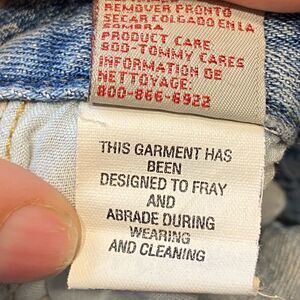 REMOVER PRONTO
SECAR COLGADO EN LA
SOMBRA
PRODUCT CARE
800-TOMMY CARES
INFORMATION DE
NETTOYAGE:
800-866-6922
THIS GARMENT HAS
BEEN
DESIGNED TO FRAY
AND
ABRADE DURING
WEARING
AND CLEANING